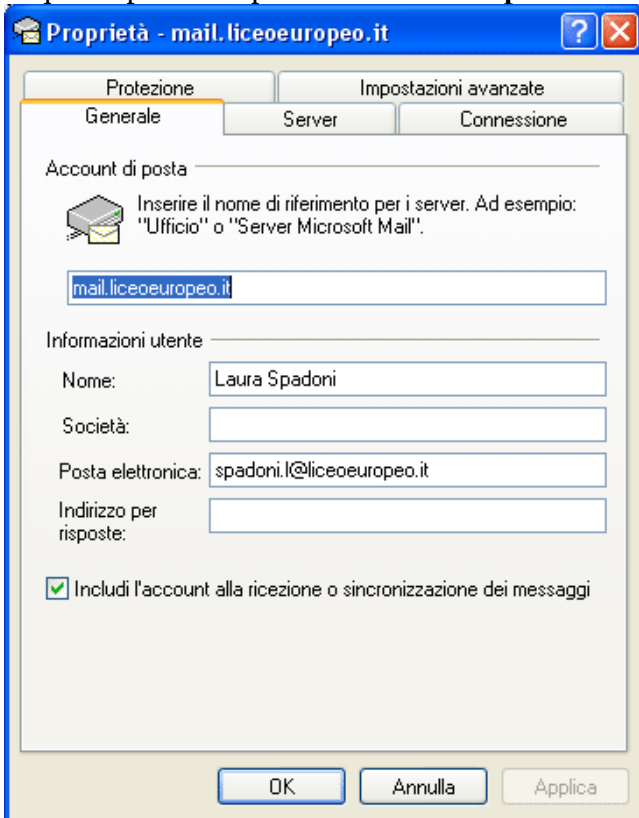 Proprietà - mail.liceoeuropeo.it
Protezione
Impostazioni avanzate
Generale
Server
Connessione
Account di posta
Inserire il nome di riferimento per i server. Ad esempio:
"Ufficio" o "Server Microsoft Mail".
mail.liceoeuropeo.it
Informazioni utente
Nome:
Laura Spadoni
Società:
Posta elettronica:
spadoni.l@liceoeuropeo.it
Indirizzo per
risposte:
Includi l'account alla ricezione o sincronizzazione dei messaggi
OK
Annulla
Applica